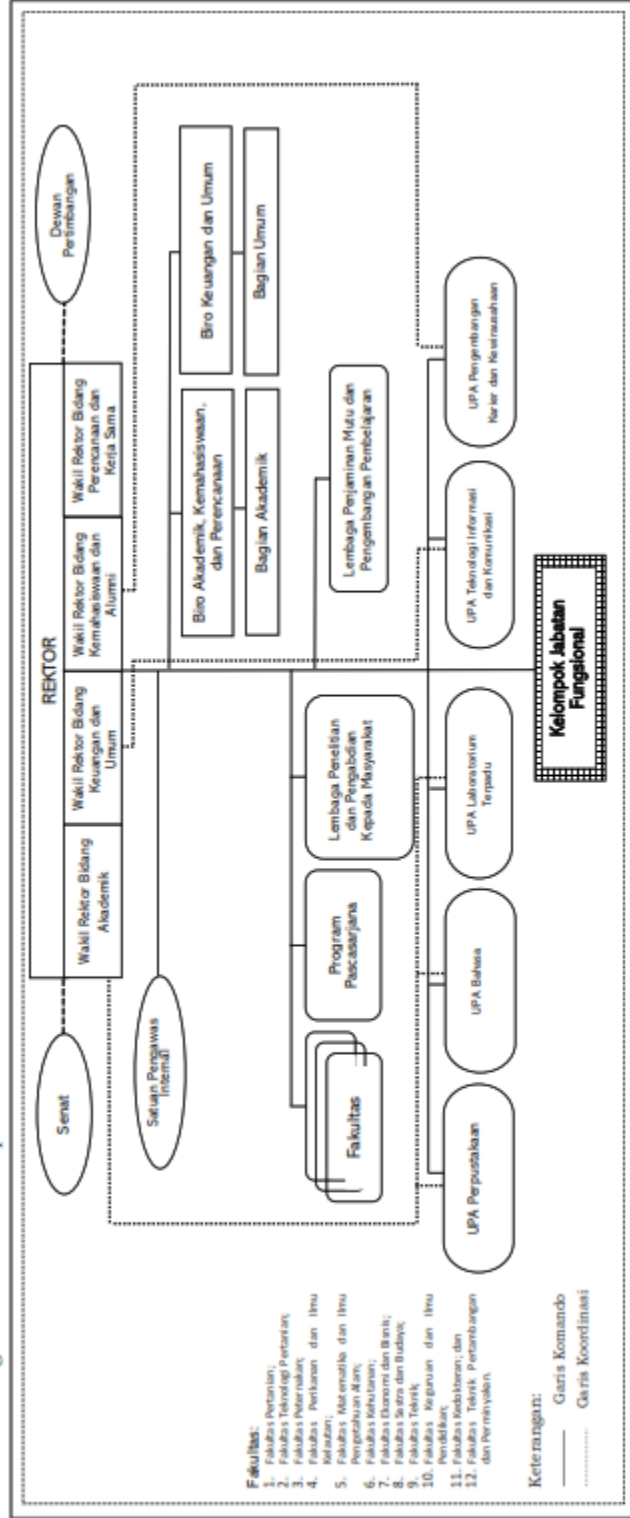 REKTOR
Senat
Wakil Rektor Bidang
Akademik
Wakil Rektor Bidang
Keuangan dan
Umum
Wakil Rektor Bidang
Kemahasiswaan dan
Alumni
Wakil Rektor Bidang
Perencanaan dan
Kerja Sama
Dewan
Pertimbangan
Satuan Pengawas
Internal
Biro Akademik, Kemahasiswaan,
dan Perencanaan
Biro Keuangan dan Umum
Bagian Akademik
Bagian Umum
Fakultas
Program
Pascasarjana
Lembaga Penelitian
dan Pengabdian
Kepada Masyarakat
Lembaga Penjaminan Mutu dan
Pengembangan Pembelajaran
UPA Perpustakaan
UPA Bahasa
UPA Laboratorium
Terpadu
UPA Teknologi Informasi
dan Komunikasi
UPA Pengembangan
Karier dan Kewirausahaan
Kelompok Jabatan
Fungsional
Fakultas:
1. Fakultas Pertanian;
2. Fakultas Teknologi Pertanian;
3. Fakultas Peternakan;
4. Fakultas Perikanan dan Ilmu
Kelautan;
5. Fakultas Matematika dan Ilmu
Pengetahuan Alam;
6. Fakultas Kehutanan;
7. Fakultas Ekonomi dan Bisnis;
8. Fakultas Sastra dan Budaya;
9. Fakultas Teknik;
10. Fakultas Keguruan dan Ilmu
Pendidikan;
11. Fakultas Kedokteran; dan
12. Fakultas Teknik Pertambangan
dan Perminyakan.
Keterangan:
Garis Komando
Garis Koordinasi